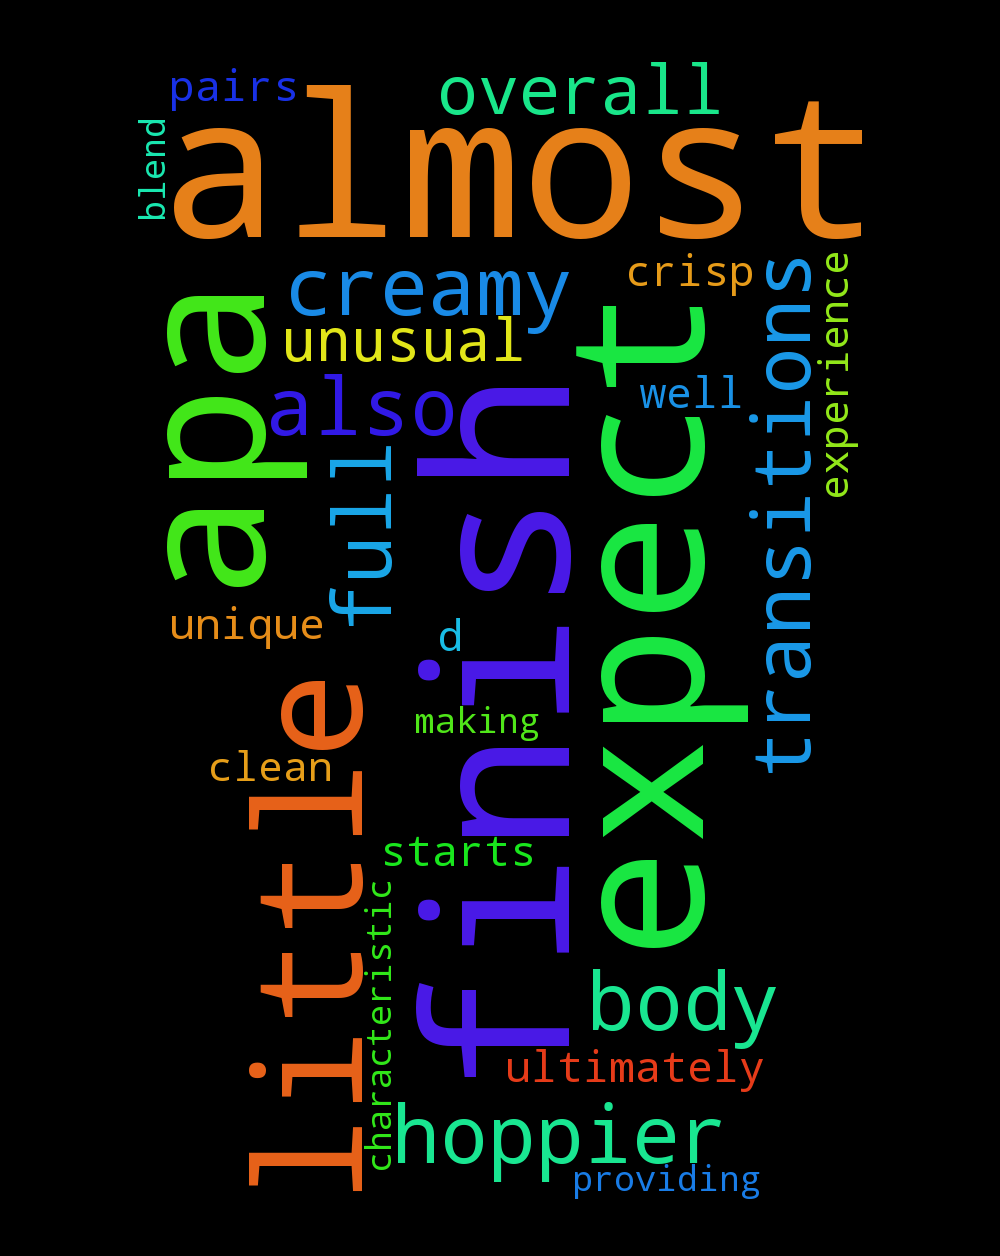 pairs
overall
blend
almost
creamy
crisp
transitions
experience
apa
unusual
expect
also
well
finish
full
unique
d
little
making
clean
starts
characteristic
body
ultimately
hoppier
providing